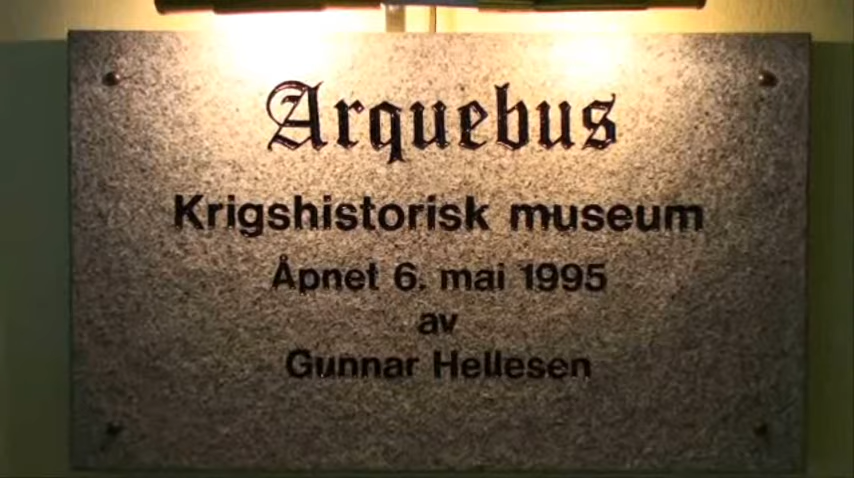 Arquebus
Krigshistorisk museum
Åpnet 6. mai 1995
av
Gunnar Hellesen